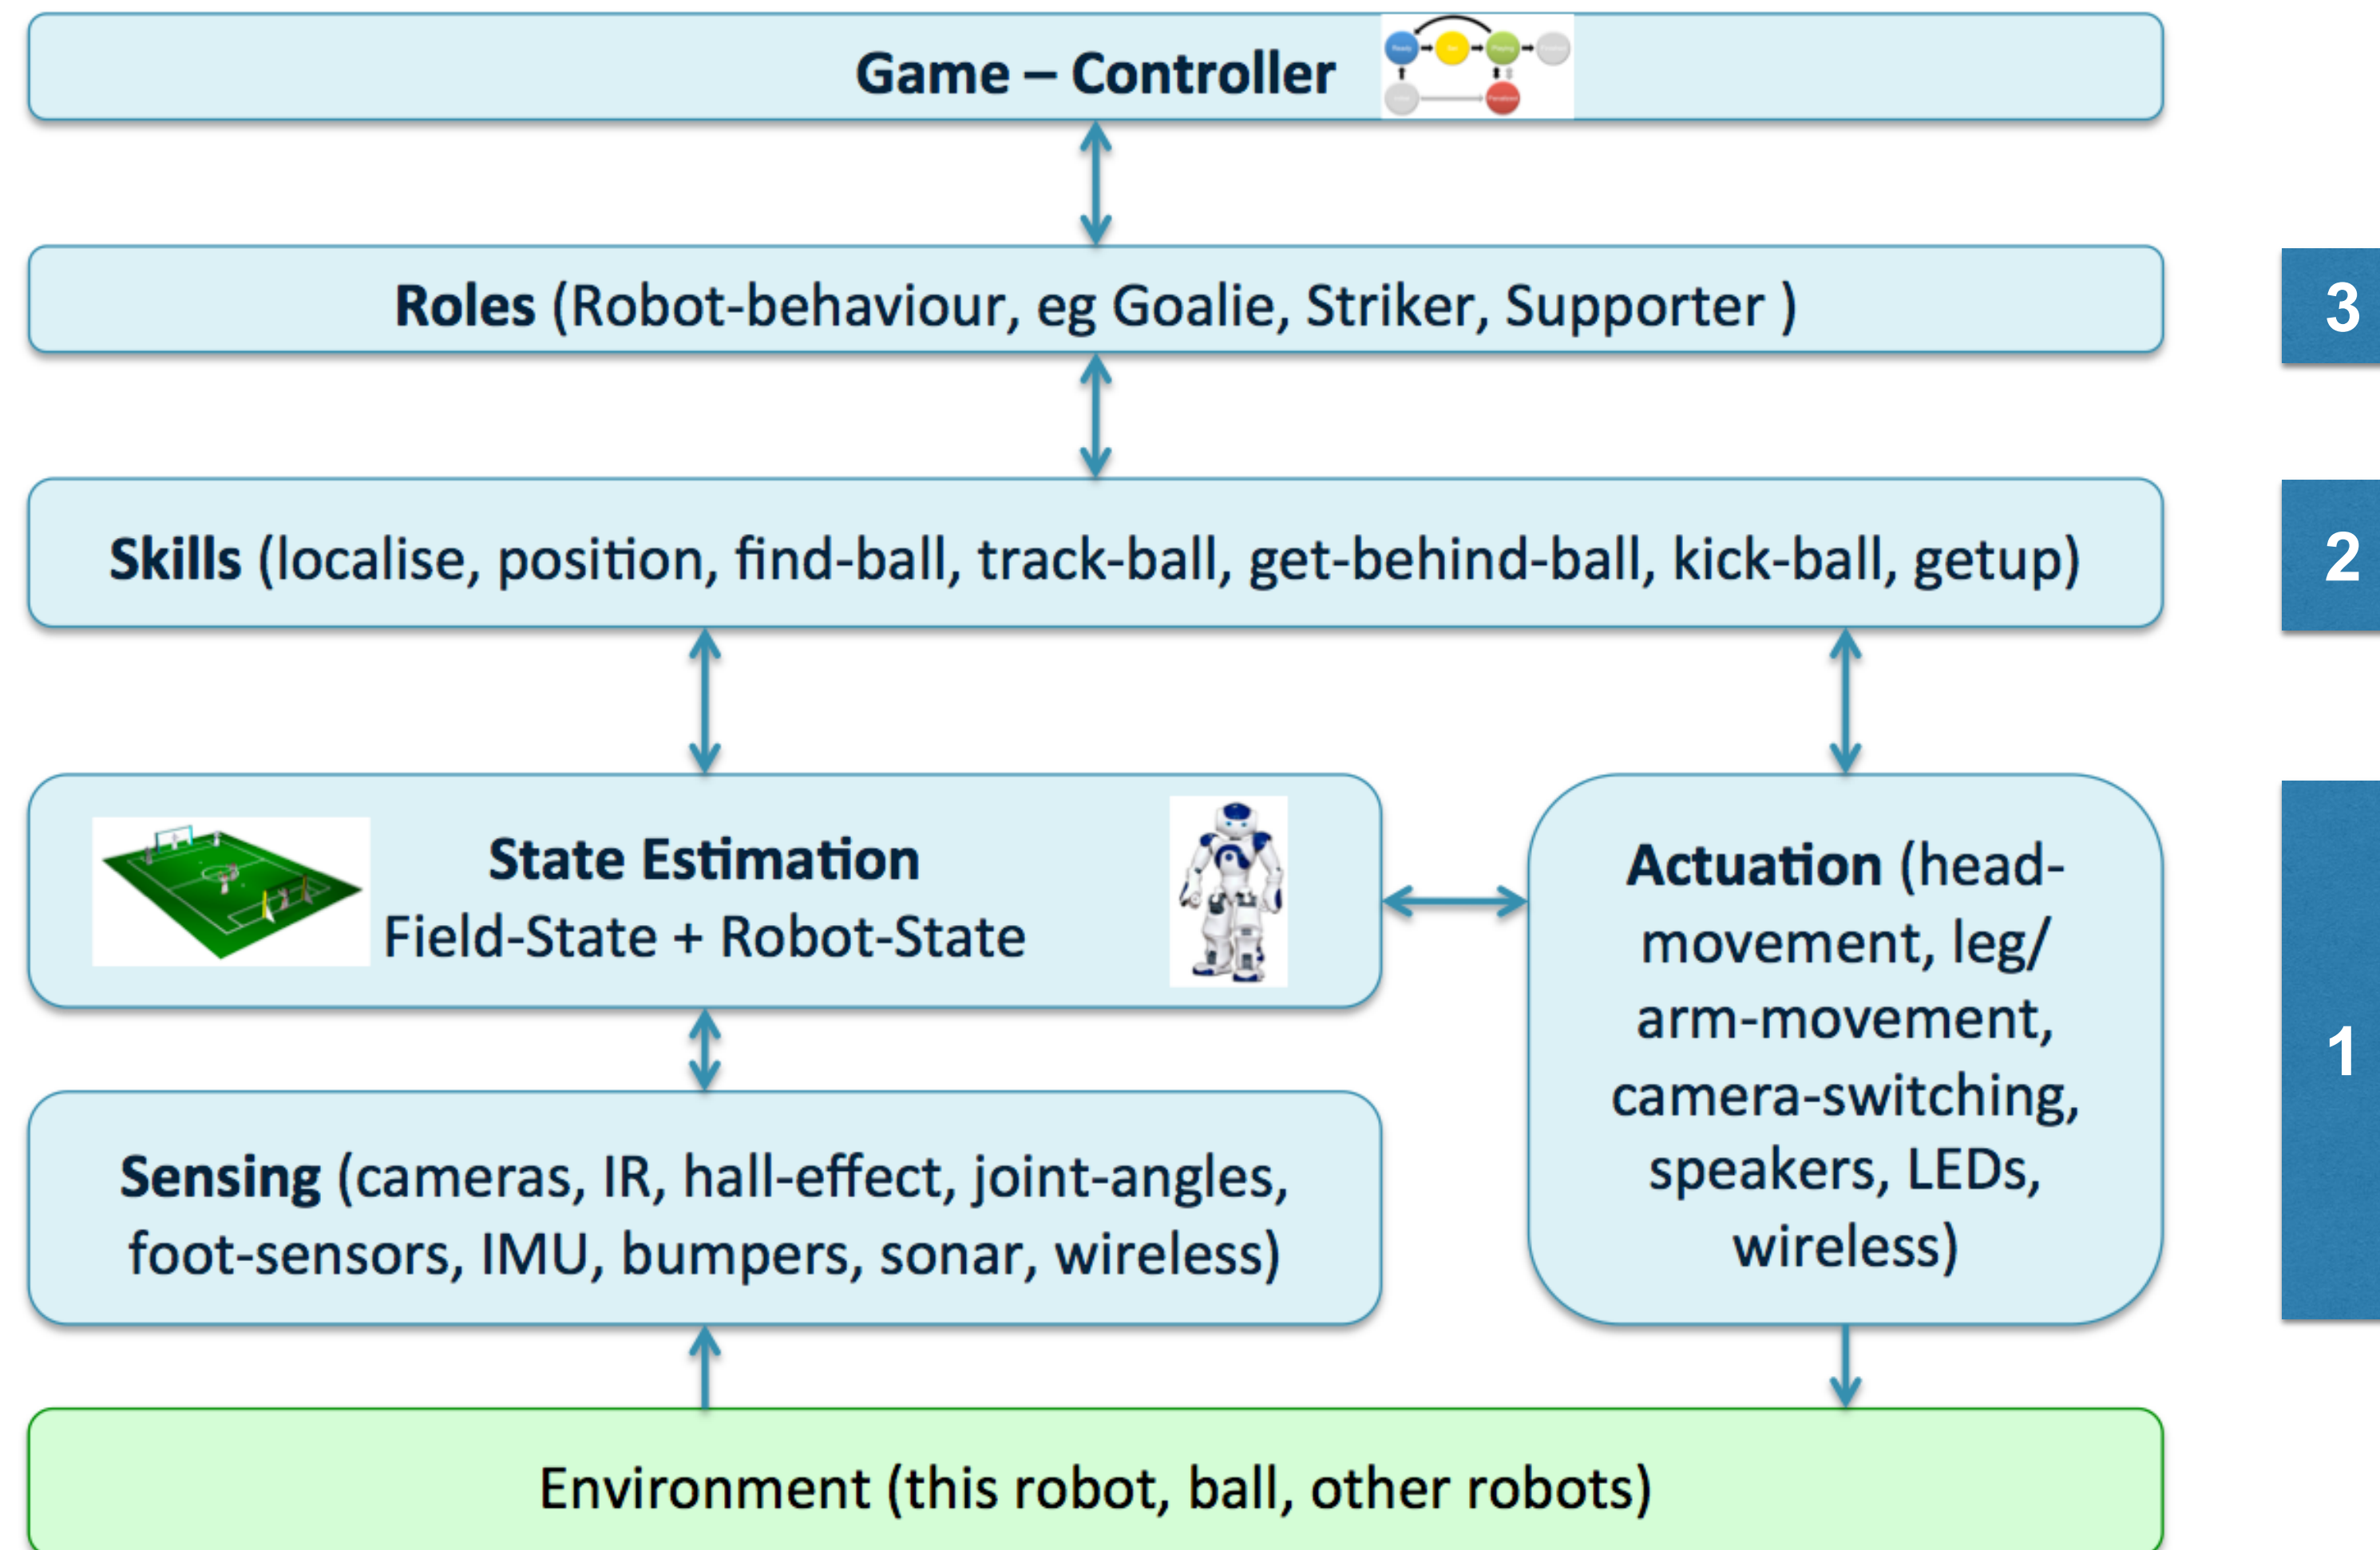 Game – Controller
Ready
Playing
Roles (Robot-behaviour, eg Goalie, Striker, Supporter )
3
Skills (localise, position, find-ball, track-ball, get-behind-ball, kick-ball, getup)
2
State Estimation
Field-State + Robot-State
Actuation (head-
movement, leg/
arm-movement,
camera-switching,
speakers, LEDs,
wireless)
1
Sensing (cameras, IR, hall-effect, joint-angles,
foot-sensors, IMU, bumpers, sonar, wireless)
Environment (this robot, ball, other robots)